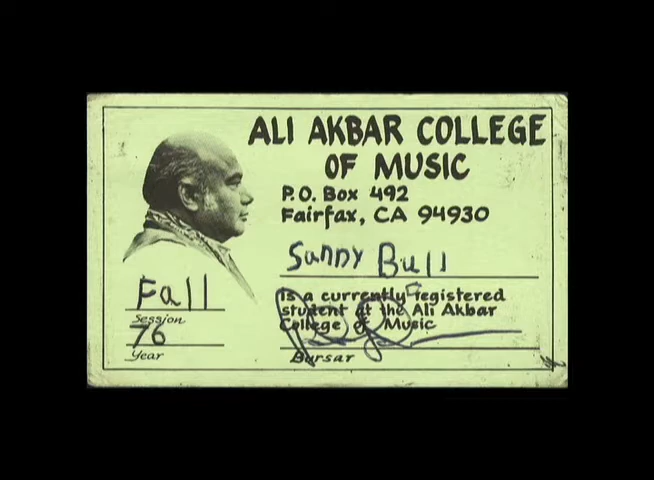 ALI AKBAR COLLEGE
OF MUSIC
P.O. Box 492
Fairfax, CA 94930
Sunny Bull
is a currently registered
student at the Ali Akbar
College of Music
Bursar
Fall
Session
76
Year